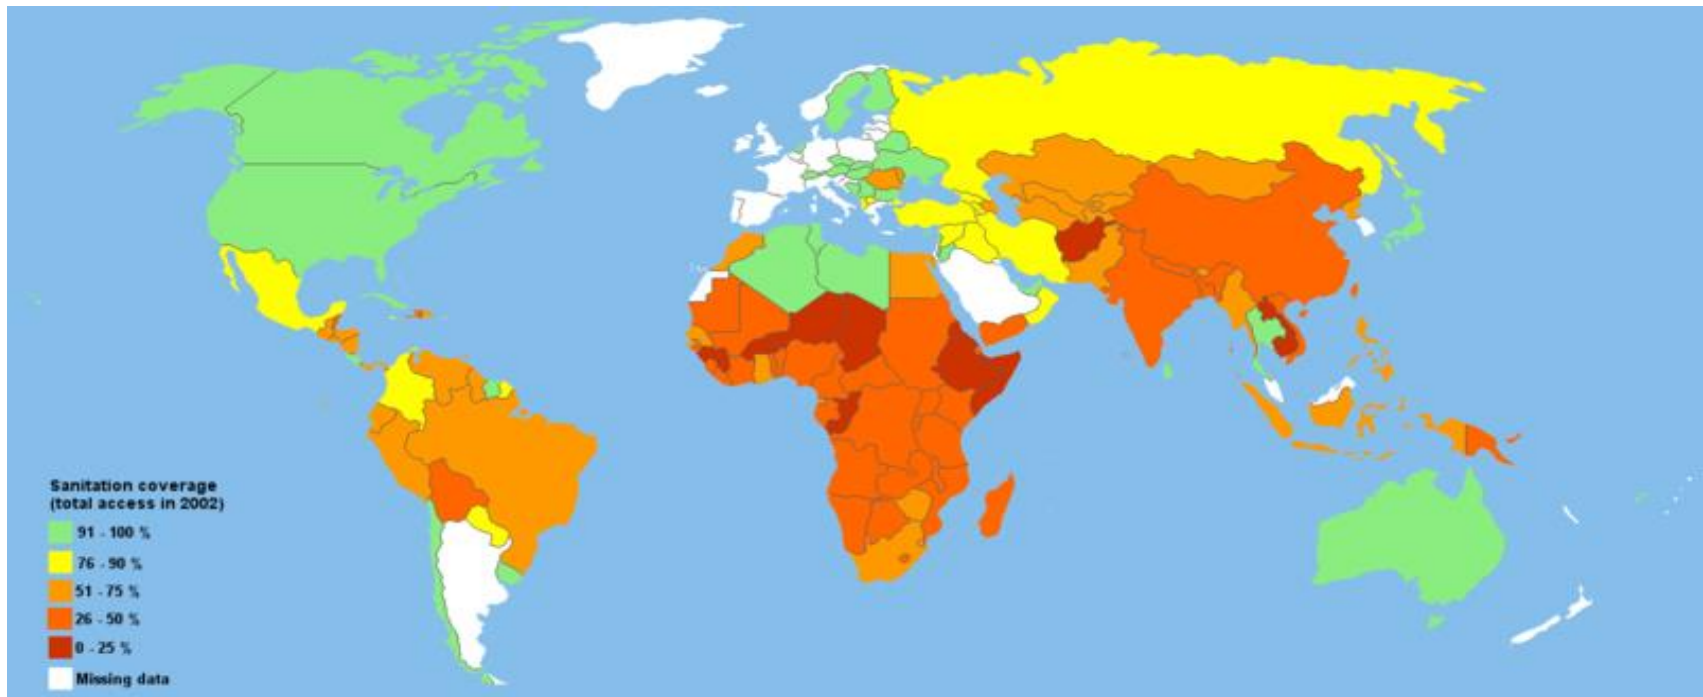 Sanitation coverage
(total access in 2002)
91 - 100 %
76 - 90 %
51 - 75 %
26 - 50 %
0 - 25 %
Missing data